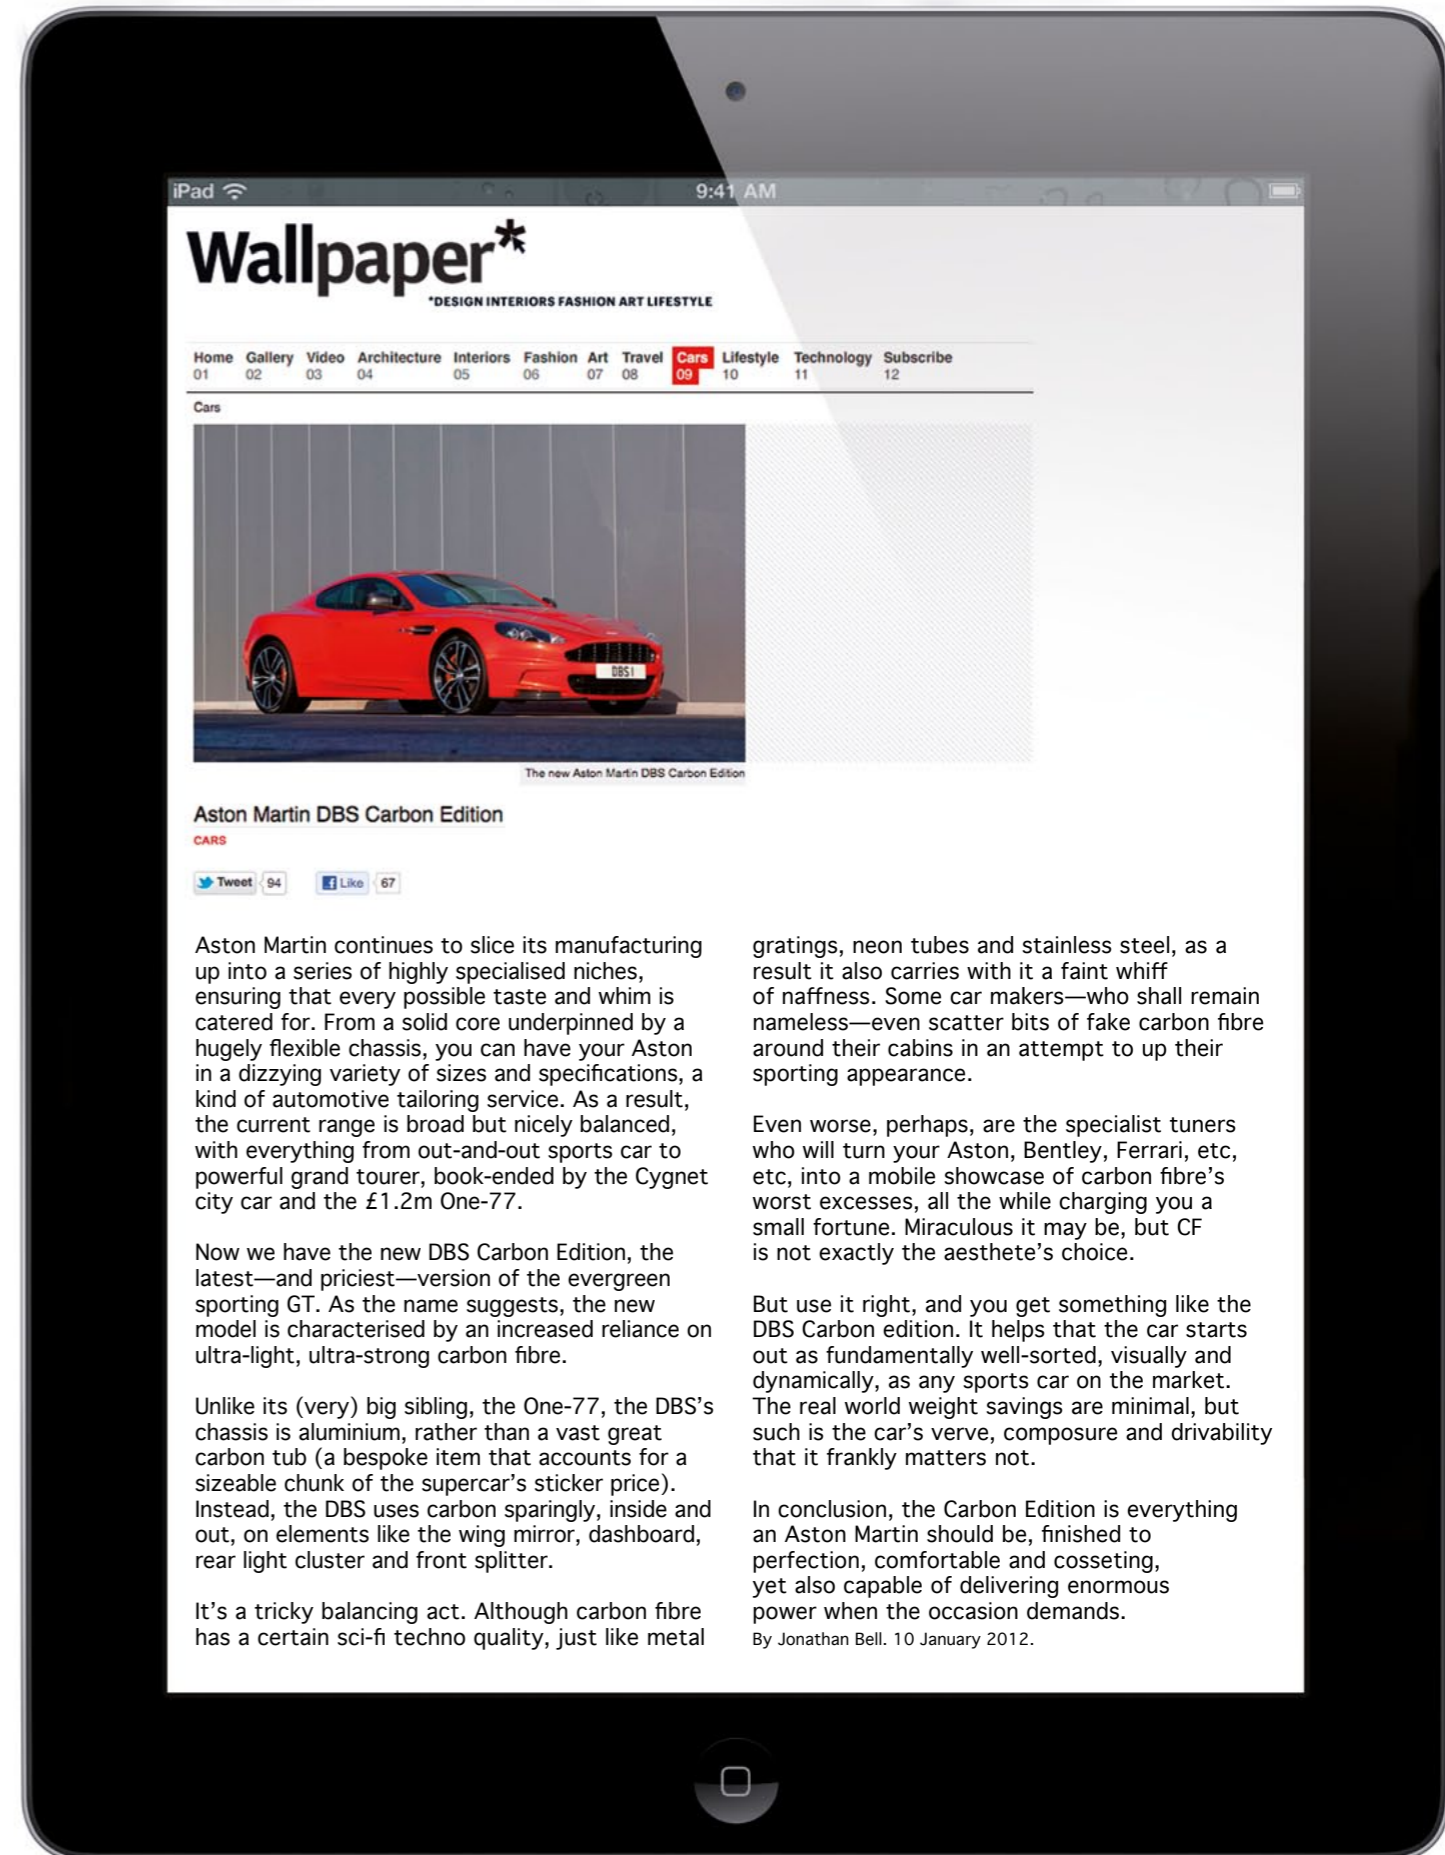 iPad
9:41 AM
Wallpaper*
*DESIGN INTERIORS FASHION ART LIFESTYLE
Home Gallery Video Architecture Interiors Fashion Art Travel Cars Lifestyle Technology Subscribe
01 02 03 04 05 06 07 08 09 10 11 12
Cars
DBS1
The new Aston Martin DBS Carbon Edition
Aston Martin DBS Carbon Edition
CARS
Tweet 94 Like 67
Aston Martin continues to slice its manufacturing
up into a series of highly specialised niches,
ensuring that every possible taste and whim is
catered for. From a solid core underpinned by a
hugely flexible chassis, you can have your Aston
in a dizzying variety of sizes and specifications, a
kind of automotive tailoring service. As a result,
the current range is broad but nicely balanced,
with everything from out-and-out sports car to
powerful grand tourer, book-ended by the Cygnet
city car and the £1.2m One-77.
Now we have the new DBS Carbon Edition, the
latest—and priciest—version of the evergreen
sporting GT. As the name suggests, the new
model is characterised by an increased reliance on
ultra-light, ultra-strong carbon fibre.
Unlike its (very) big sibling, the One-77, the DBS's
chassis is aluminium, rather than a vast great
carbon tub (a bespoke item that accounts for a
sizeable chunk of the supercar's sticker price).
Instead, the DBS uses carbon sparingly, inside and
out, on elements like the wing mirror, dashboard,
rear light cluster and front splitter.
It's a tricky balancing act. Although carbon fibre
has a certain sci-fi techno quality, just like metal
gratings, neon tubes and stainless steel, as a
result it also carries with it a faint whiff
of naffness. Some car makers—who shall remain
nameless—even scatter bits of fake carbon fibre
around their cabins in an attempt to up their
sporting appearance.
Even worse, perhaps, are the specialist tuners
who will turn your Aston, Bentley, Ferrari, etc,
etc, into a mobile showcase of carbon fibre's
worst excesses, all the while charging you a
small fortune. Miraculous it may be, but CF
is not exactly the aesthete's choice.
But use it right, and you get something like the
DBS Carbon edition. It helps that the car starts
out as fundamentally well-sorted, visually and
dynamically, as any sports car on the market.
The real world weight savings are minimal, but
such is the car's verve, composure and drivability
that it frankly matters not.
In conclusion, the Carbon Edition is everything
an Aston Martin should be, finished to
perfection, comfortable and cosseting,
yet also capable of delivering enormous
power when the occasion demands.
By Jonathan Bell. 10 January 2012.